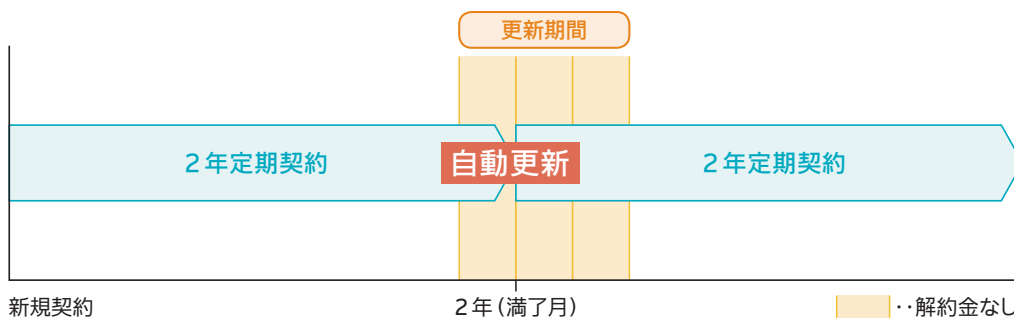 更新期間
2年定期契約
自動更新
2年定期契約
新規契約
2年(満了月)
‥解約金なし